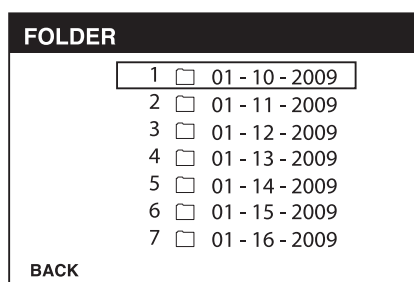 FOLDER
1 01 - 10 - 2009
2 01 - 11 - 2009
3 01 - 12 - 2009
4 01 - 13 - 2009
5 01 - 14 - 2009
6 01 - 15 - 2009
7 01 - 16 - 2009
BACK